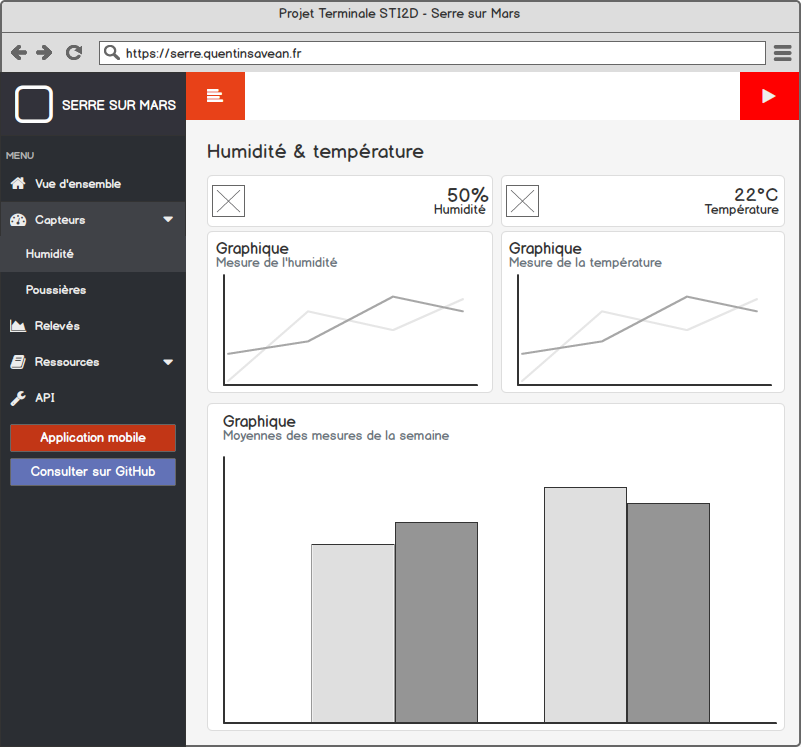 Projet Terminale STI2D - Serre sur Mars
https://serre.quentinsavean.fr
SERRE SUR MARS
MENU
Vue d'ensemble
Capteurs
Humidité
Poussières
Relevés
Ressources
API
Application mobile
Consulter sur GitHub
Humidité & température
50%
Humidité
22°C
Température
Graphique
Mesure de l'humidité
Graphique
Mesure de la température
Graphique
Moyennes des mesures de la semaine